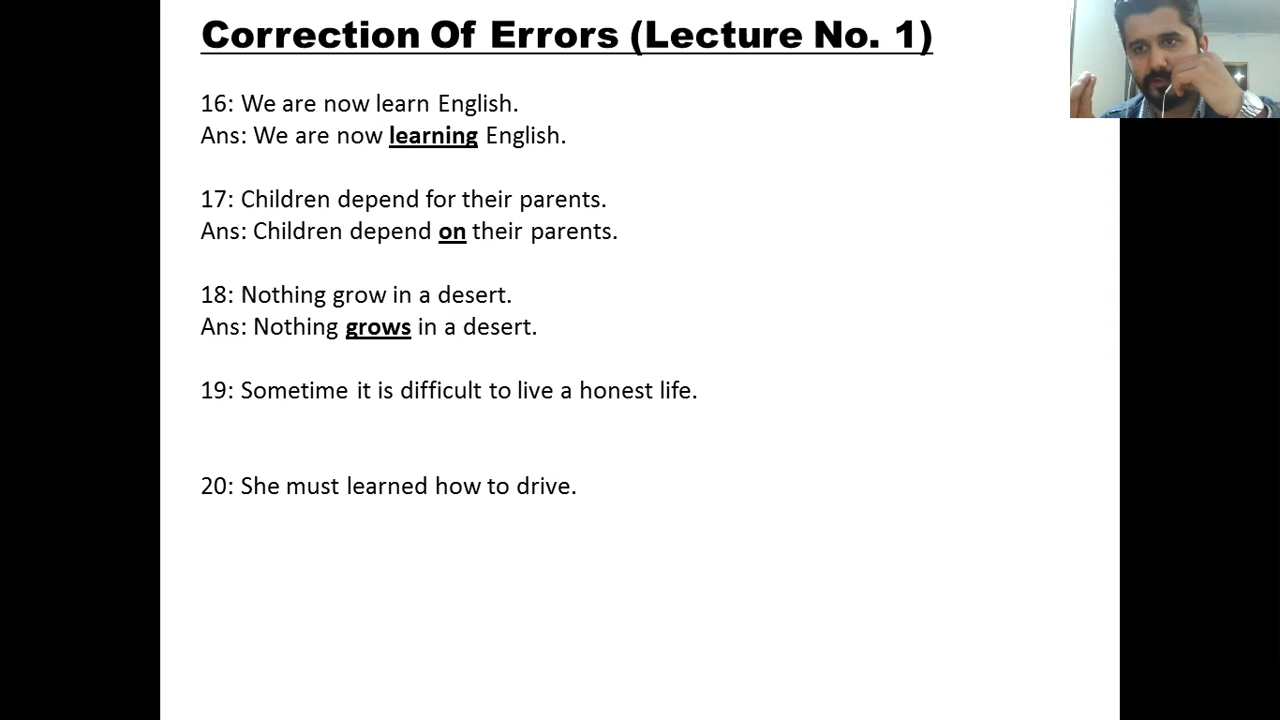 Correction Of Errors (Lecture No. 1)
16: We are now learn English.
Ans: We are now learning English.
17: Children depend for their parents.
Ans: Children depend on their parents.
18: Nothing grow in a desert.
Ans: Nothing grows in a desert.
19: Sometime it is difficult to live a honest life.
20: She must learned how to drive.